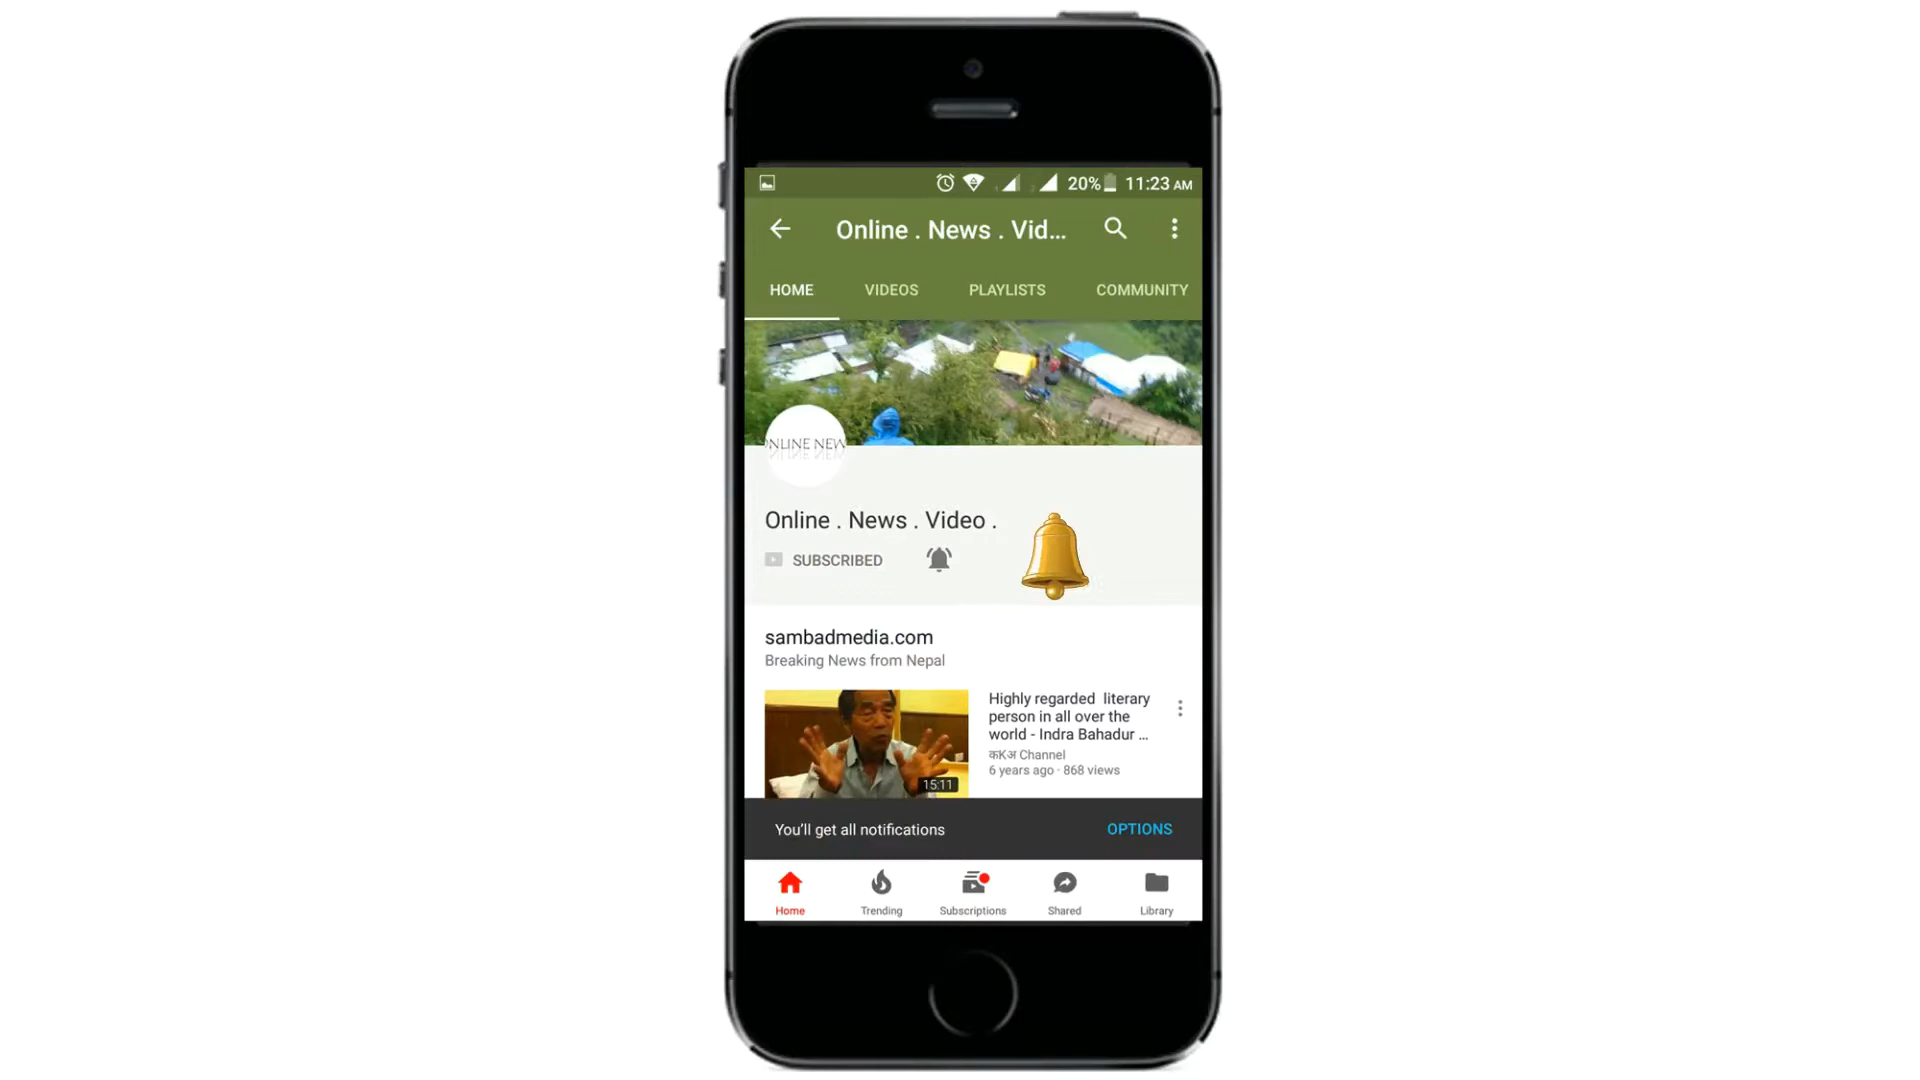 20% 11:23 AM
Online . News . Vid...
HOME VIDEOS PLAYLISTS COMMUNITY
ONLINE NEW
Online . News . Video .
SUBSCRIBED
sambadmedia.com
Breaking News from Nepal
Highly regarded literary
person in all over the
world - Indra Bahadur ...
कKअ Channel
6 years ago · 868 views
15:11
You'll get all notifications OPTIONS
Home Trending Subscriptions Shared Library